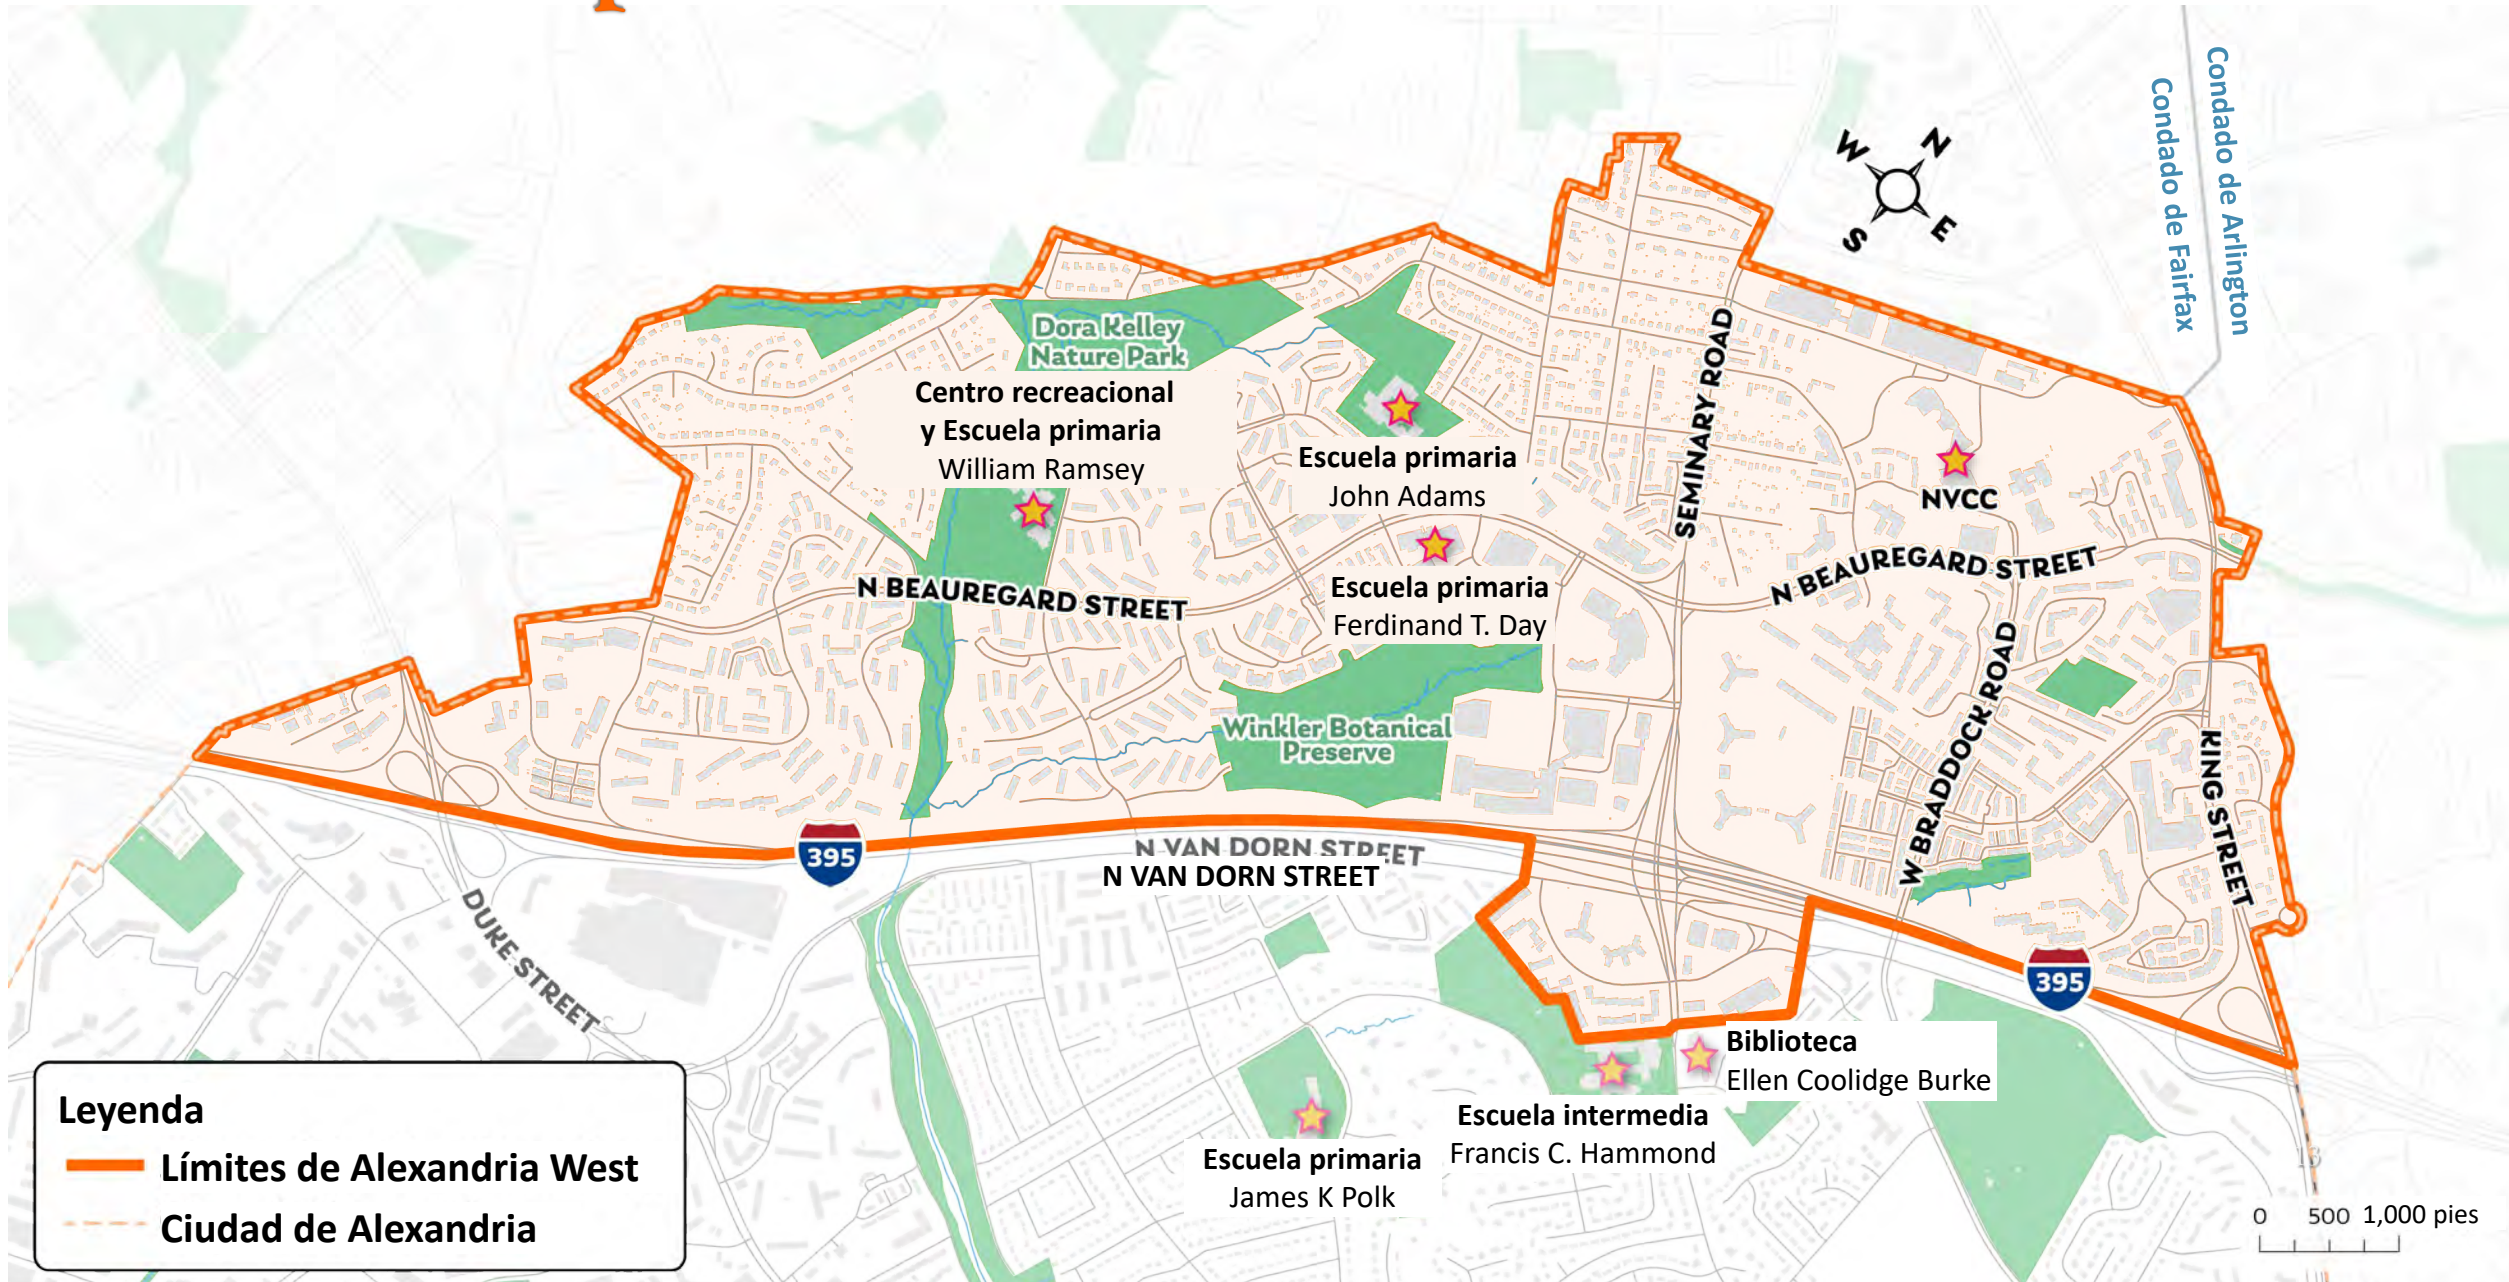 Condado de Arlington
Condado de Fairfax
W
N
S
E
Dora Kelley
Nature Park
Centro recreacional
y Escuela primaria
William Ramsey
Escuela primaria
John Adams
SEMINARY ROAD
NVCC
Escuela primaria
Ferdinand T. Day
N BEAUREGARD STREET
N BEAUREGARD STREET
W BRADDOCK ROAD
KING STREET
Winkler Botanical
Preserve
395
N VAN DORN STREET
N VAN DORN STREET
DUKE STREET
395
Biblioteca
Ellen Coolidge Burke
Escuela intermedia
Francis C. Hammond
Escuela primaria
James K Polk
Leyenda
Límites de Alexandria West
Ciudad de Alexandria
0 500 1,000 pies